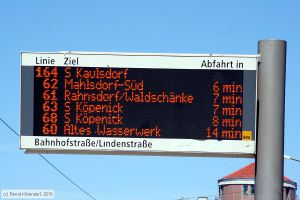 Linie Ziel Abfahrt in
164 S Kaulsdorf
62 Mahlsdorf-Süd 6 min
61 Rahnsdorf/Waldschänke 7 min
63 S Köpenick 7 min
68 S Köpenick 8 min
60 Altes Wasserwerk 14 min
Bahnhofstraße/Lindenstraße
(c) Bernd Hittendorf, 2010